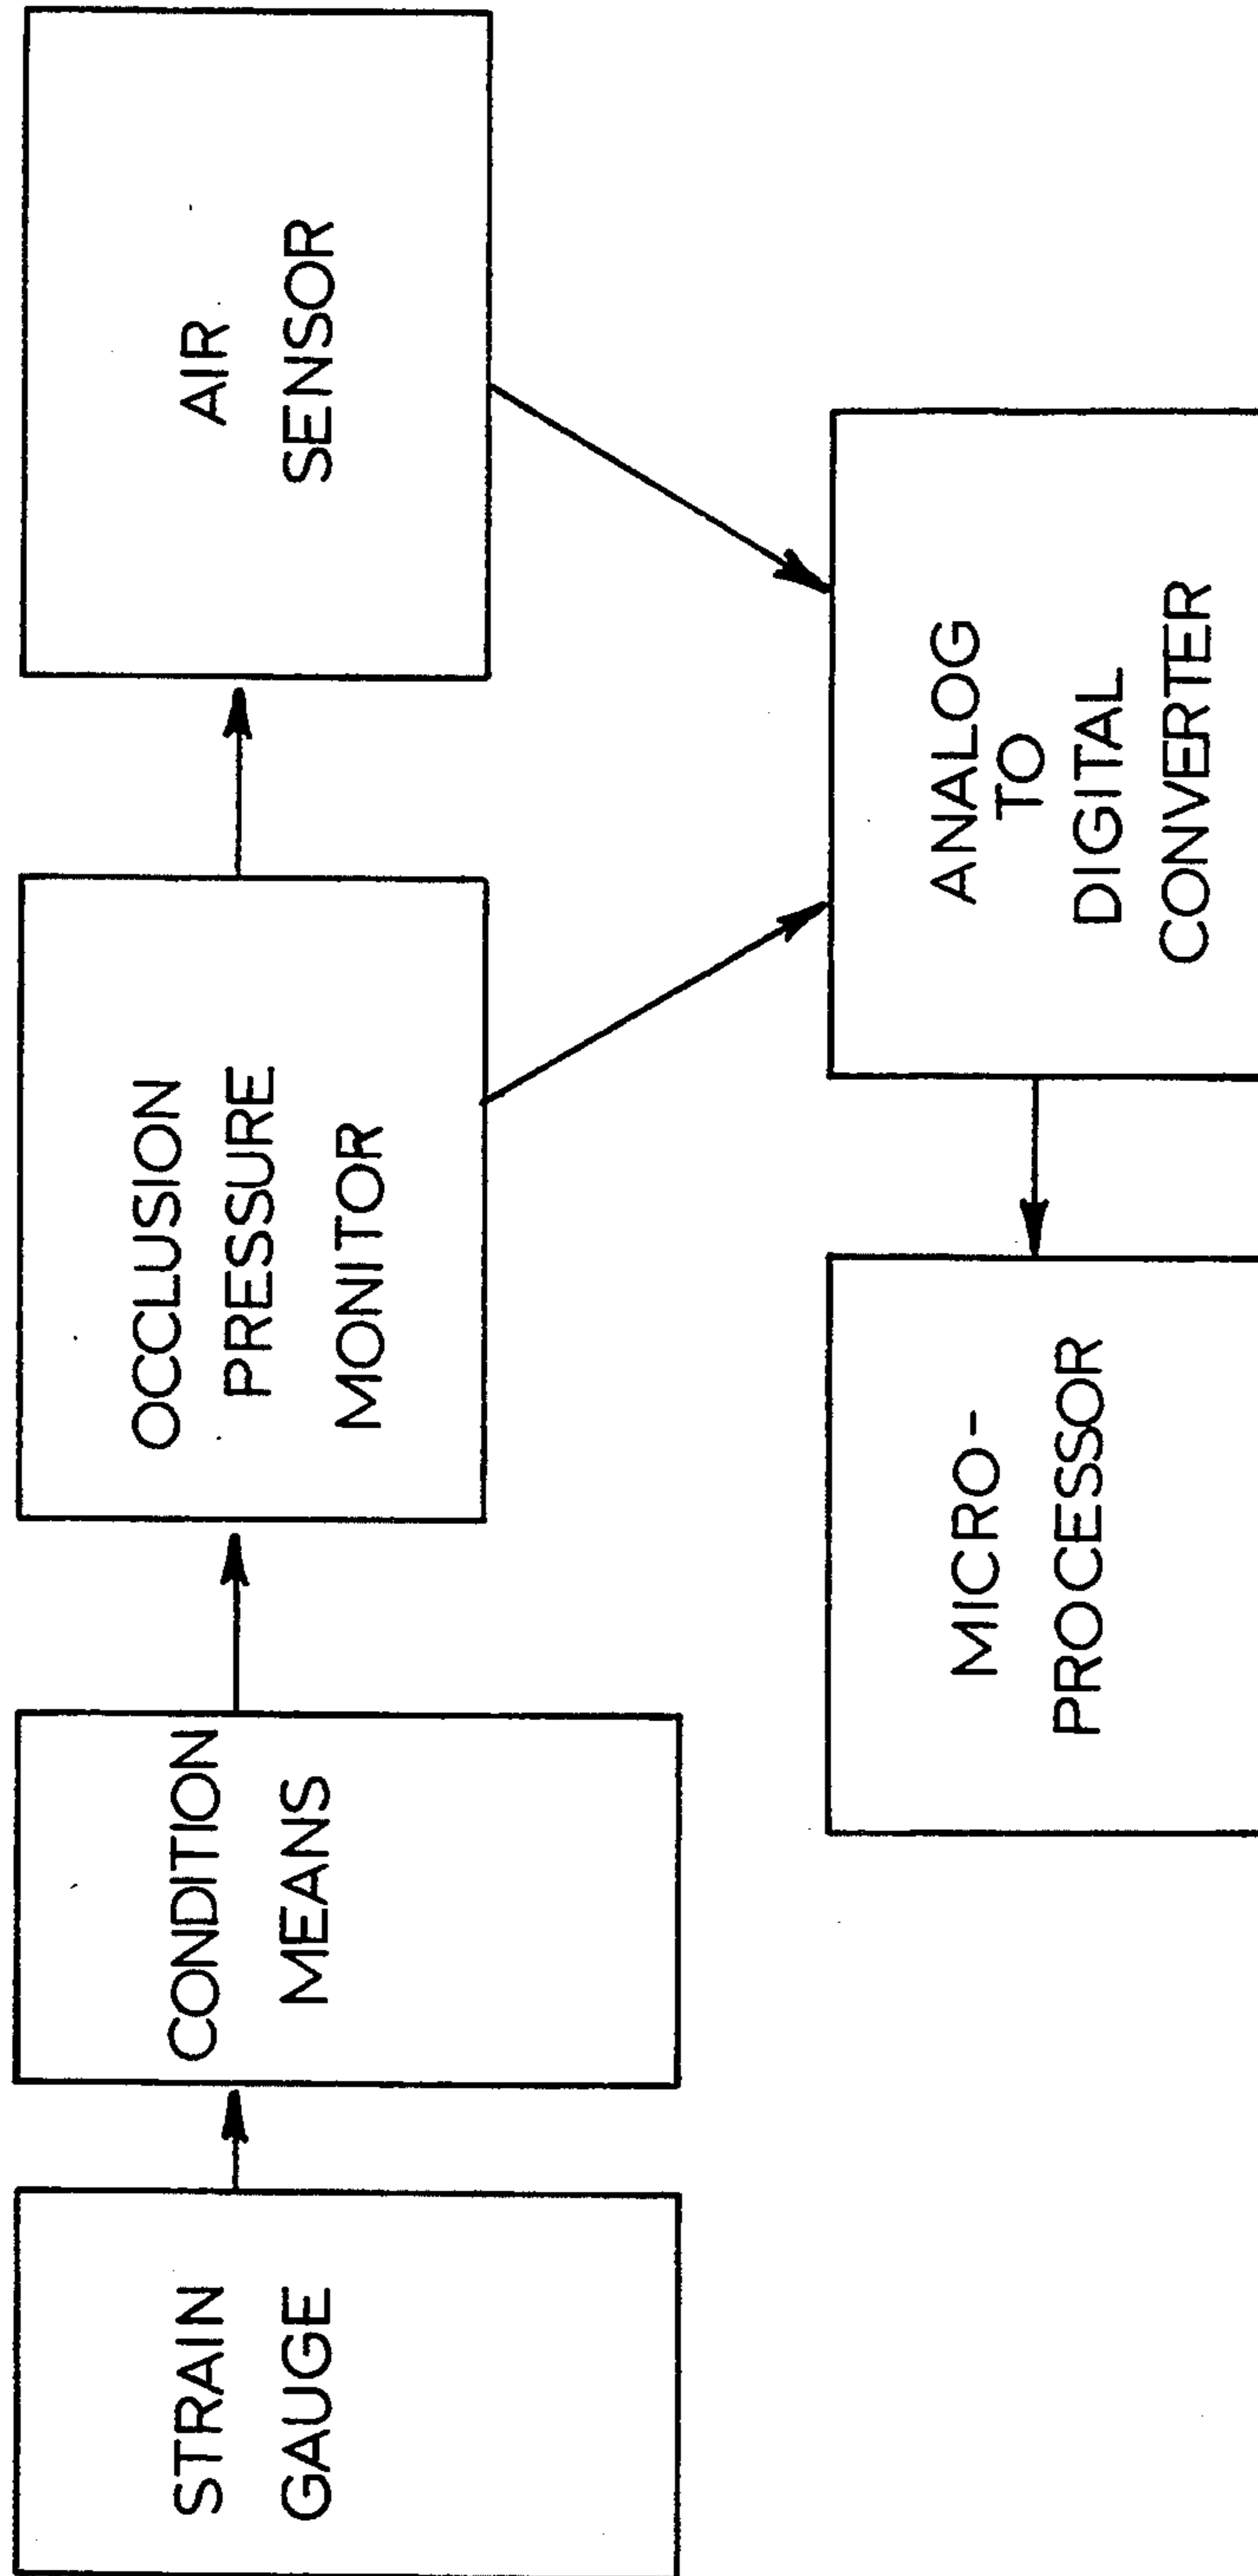 STRAIN
GAUGE
CONDITION
MEANS
OCCLUSION
PRESSURE
MONITOR
AIR
SENSOR
MICRO-
PROCESSOR
ANALOG
TO
DIGITAL
CONVERTER